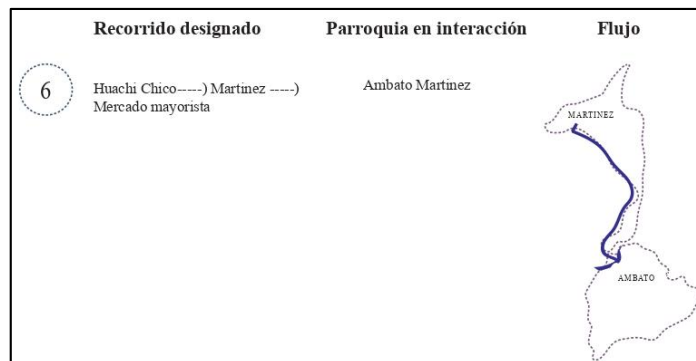 Recorrido designado Parroquia en interacción Flujo
6
Huachi Chico-----) Martinez -----)
Mercado mayorista
Ambato Martinez
MARTINEZ
AMBATO